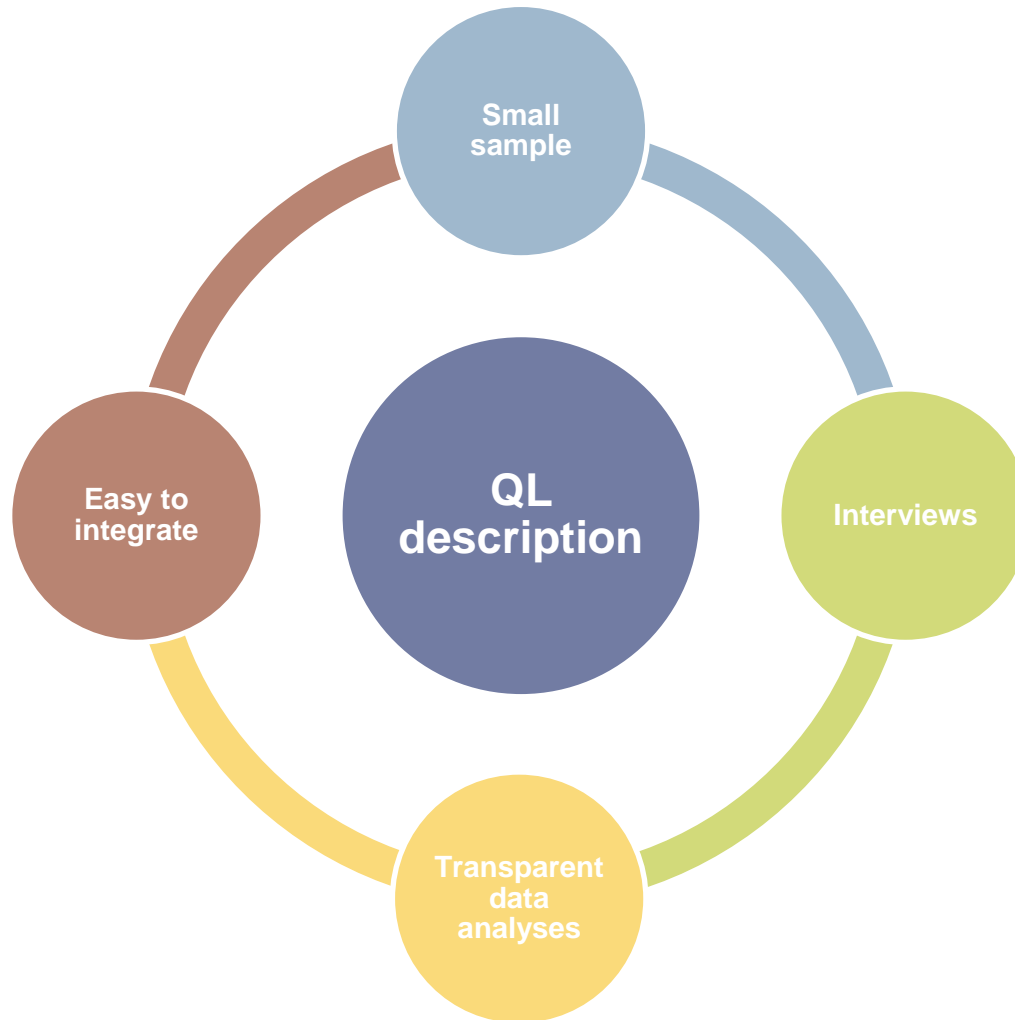 Small
sample
Easy to
integrate
QL
description
Interviews
Transparent
data
analyses